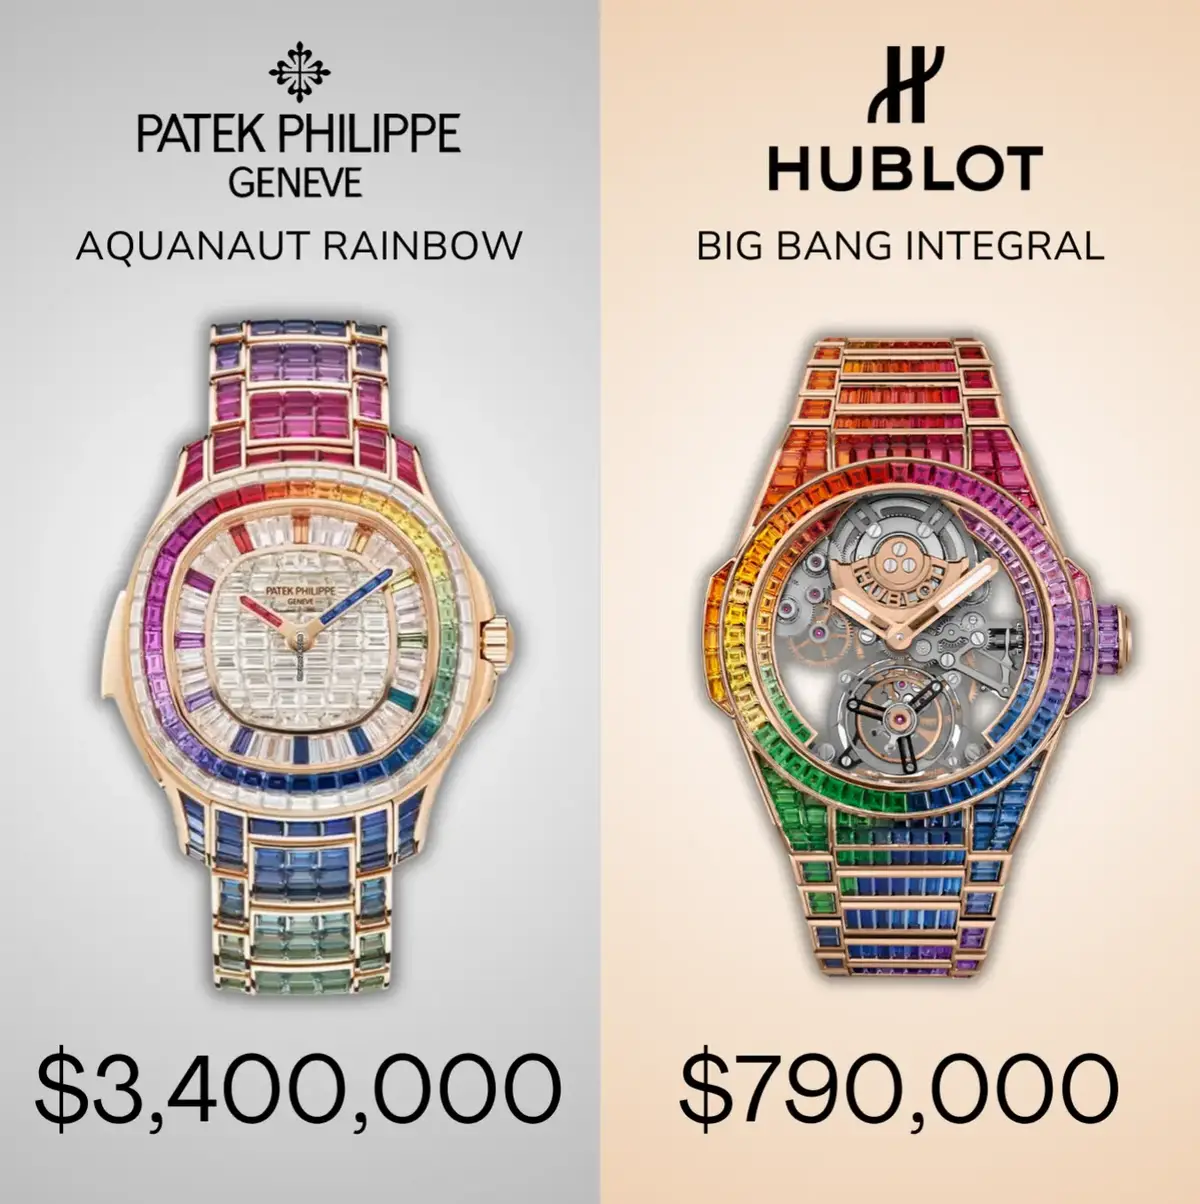 PATEK PHILIPPE
GENEVE
AQUANAUT RAINBOW
PATEK PHILIPPE
GENEVE
$3,400,000
HUBLOT
BIG BANG INTEGRAL
HUBLOT
$790,000